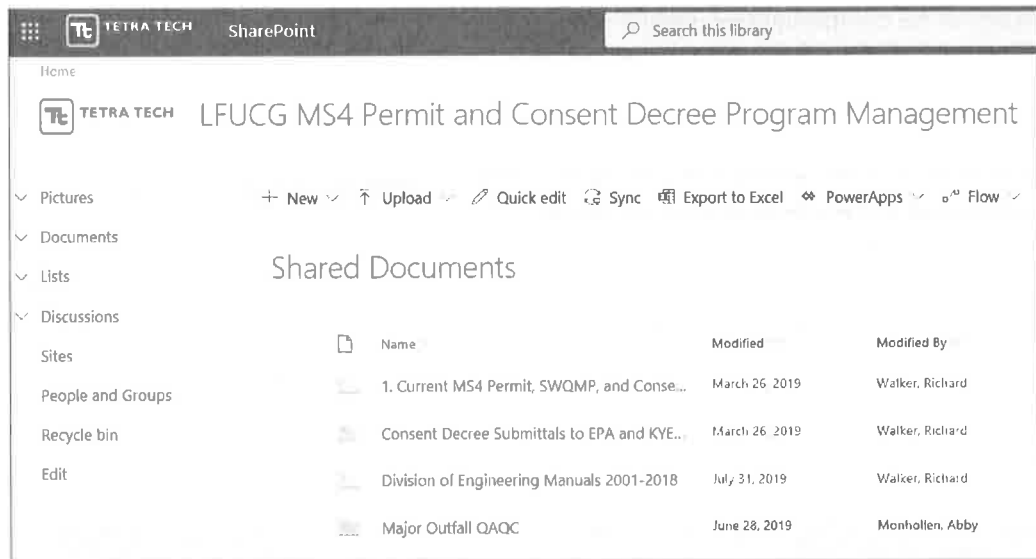 Tt TETRA TECH SharePoint Search this library
Home
Tt TETRA TECH LFUCG MS4 Permit and Consent Decree Program Management
Pictures
Documents
Lists
Discussions
Sites
People and Groups
Recycle bin
Edit
+ New Upload Quick edit Sync Export to Excel PowerApps Flow
Shared Documents
Name Modified Modified By
1. Current MS4 Permit, SWQMP, and Conse... March 26, 2019 Walker, Richard
Consent Decree Submittals to EPA and KYE... March 26, 2019 Walker, Richard
Division of Engineering Manuals 2001-2018 July 31, 2019 Walker, Richard
Major Outfall QAQC June 28, 2019 Monhollen, Abby